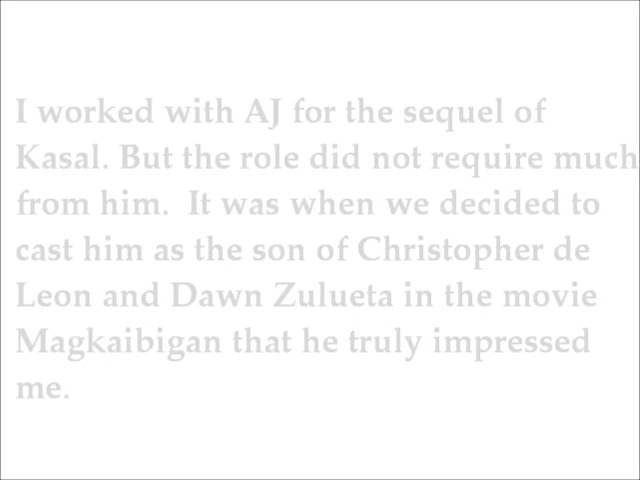 I worked with AJ for the sequel of
Kasal. But the role did not require much
from him.  It was when we decided to
cast him as the son of Christopher de
Leon and Dawn Zulueta in the movie
Magkaibigan that he truly impressed
me.